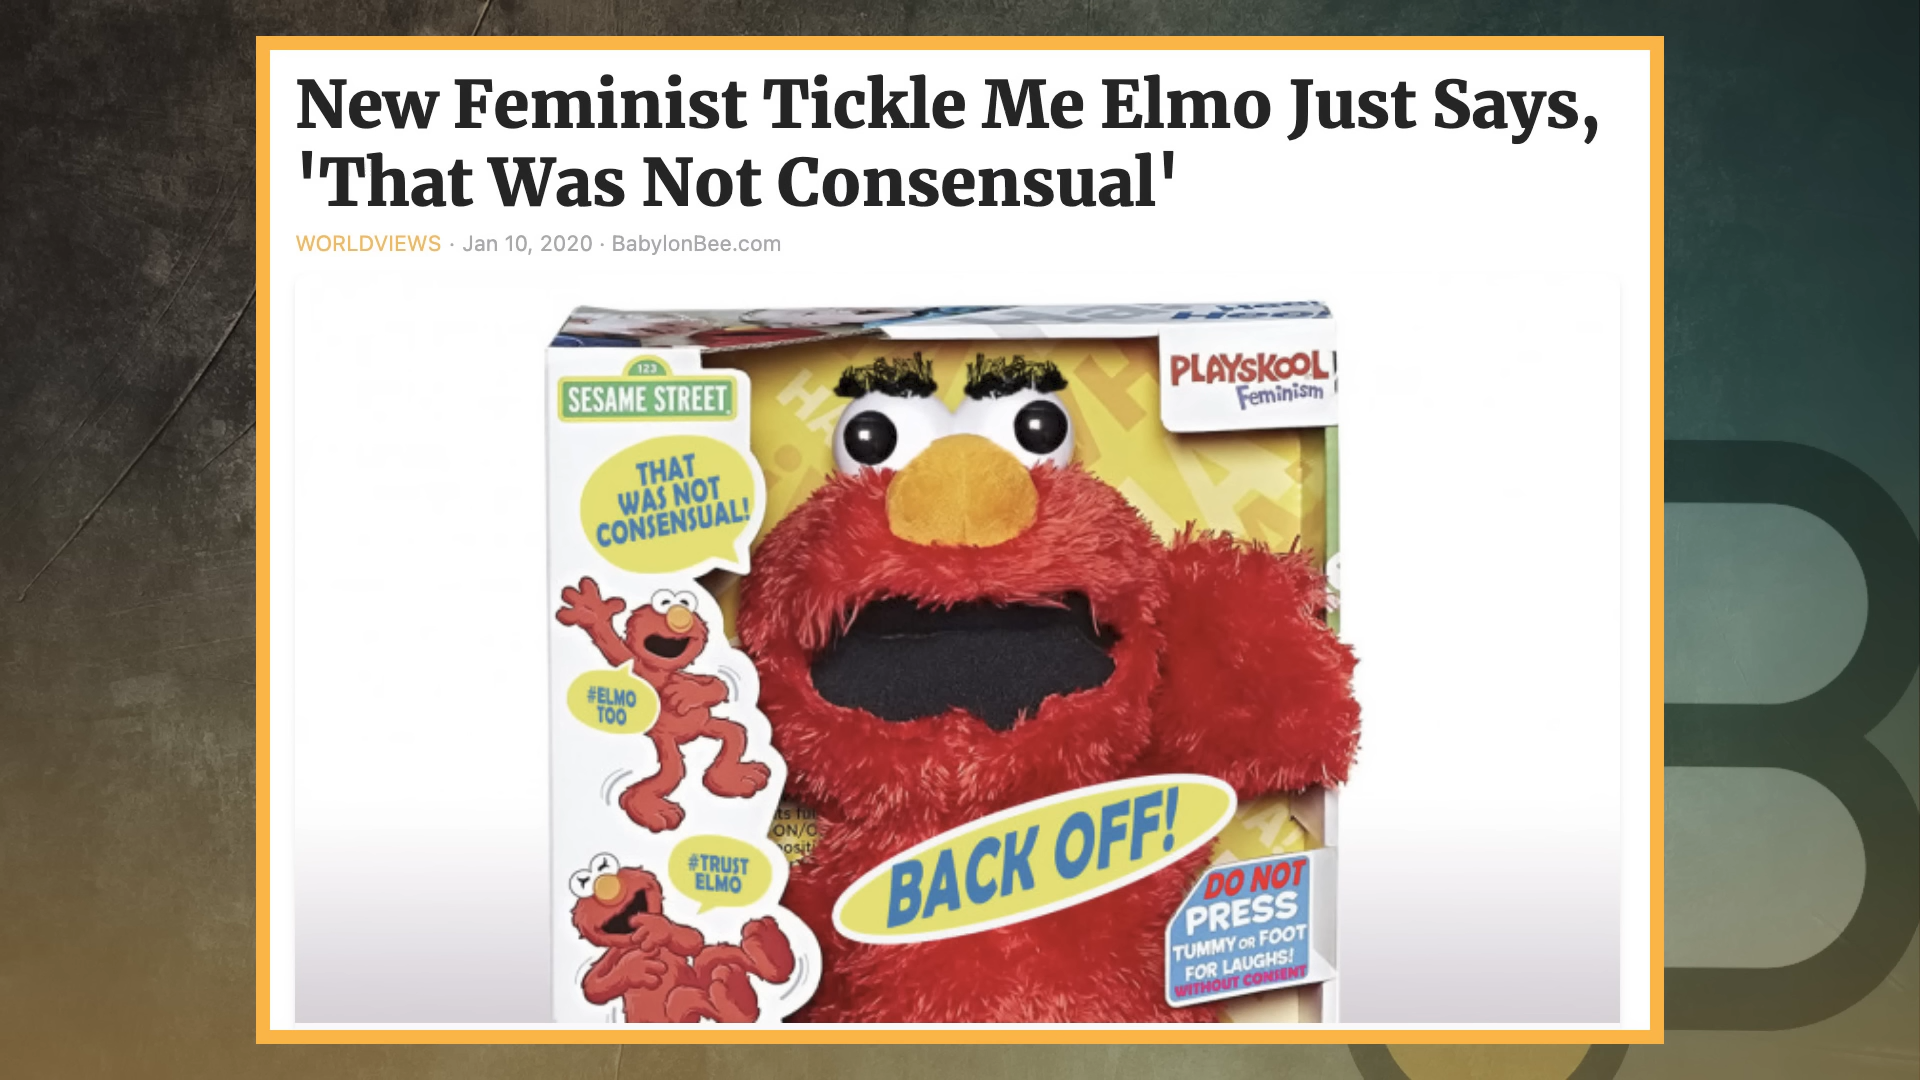 New Feminist Tickle Me Elmo Just Says,
'That Was Not Consensual'
WORLDVIEWS · Jan 10, 2020 · BabylonBee.com
123
SESAME STREET
PLAYSKOOL
Feminism
THAT
WAS NOT
CONSENSUAL!
#ELMO
TOO
#TRUST
ELMO
ON/O
BACK OFF!
DO NOT
PRESS
TUMMY OR FOOT
FOR LAUGHS!
WITHOUT CONSENT